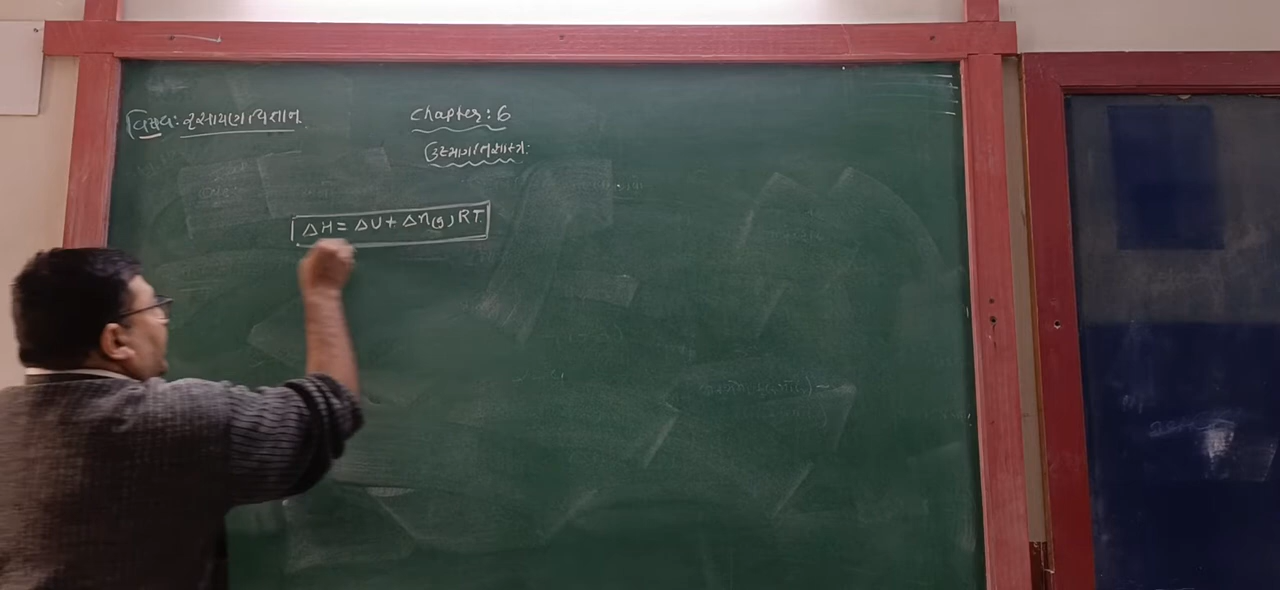 વિષય: રસાયણવિજ્ઞાન.
Chapter: 6
ઉષ્માગતિશાસ્ત્ર:
ΔH = ΔU + Δn(g) RT.